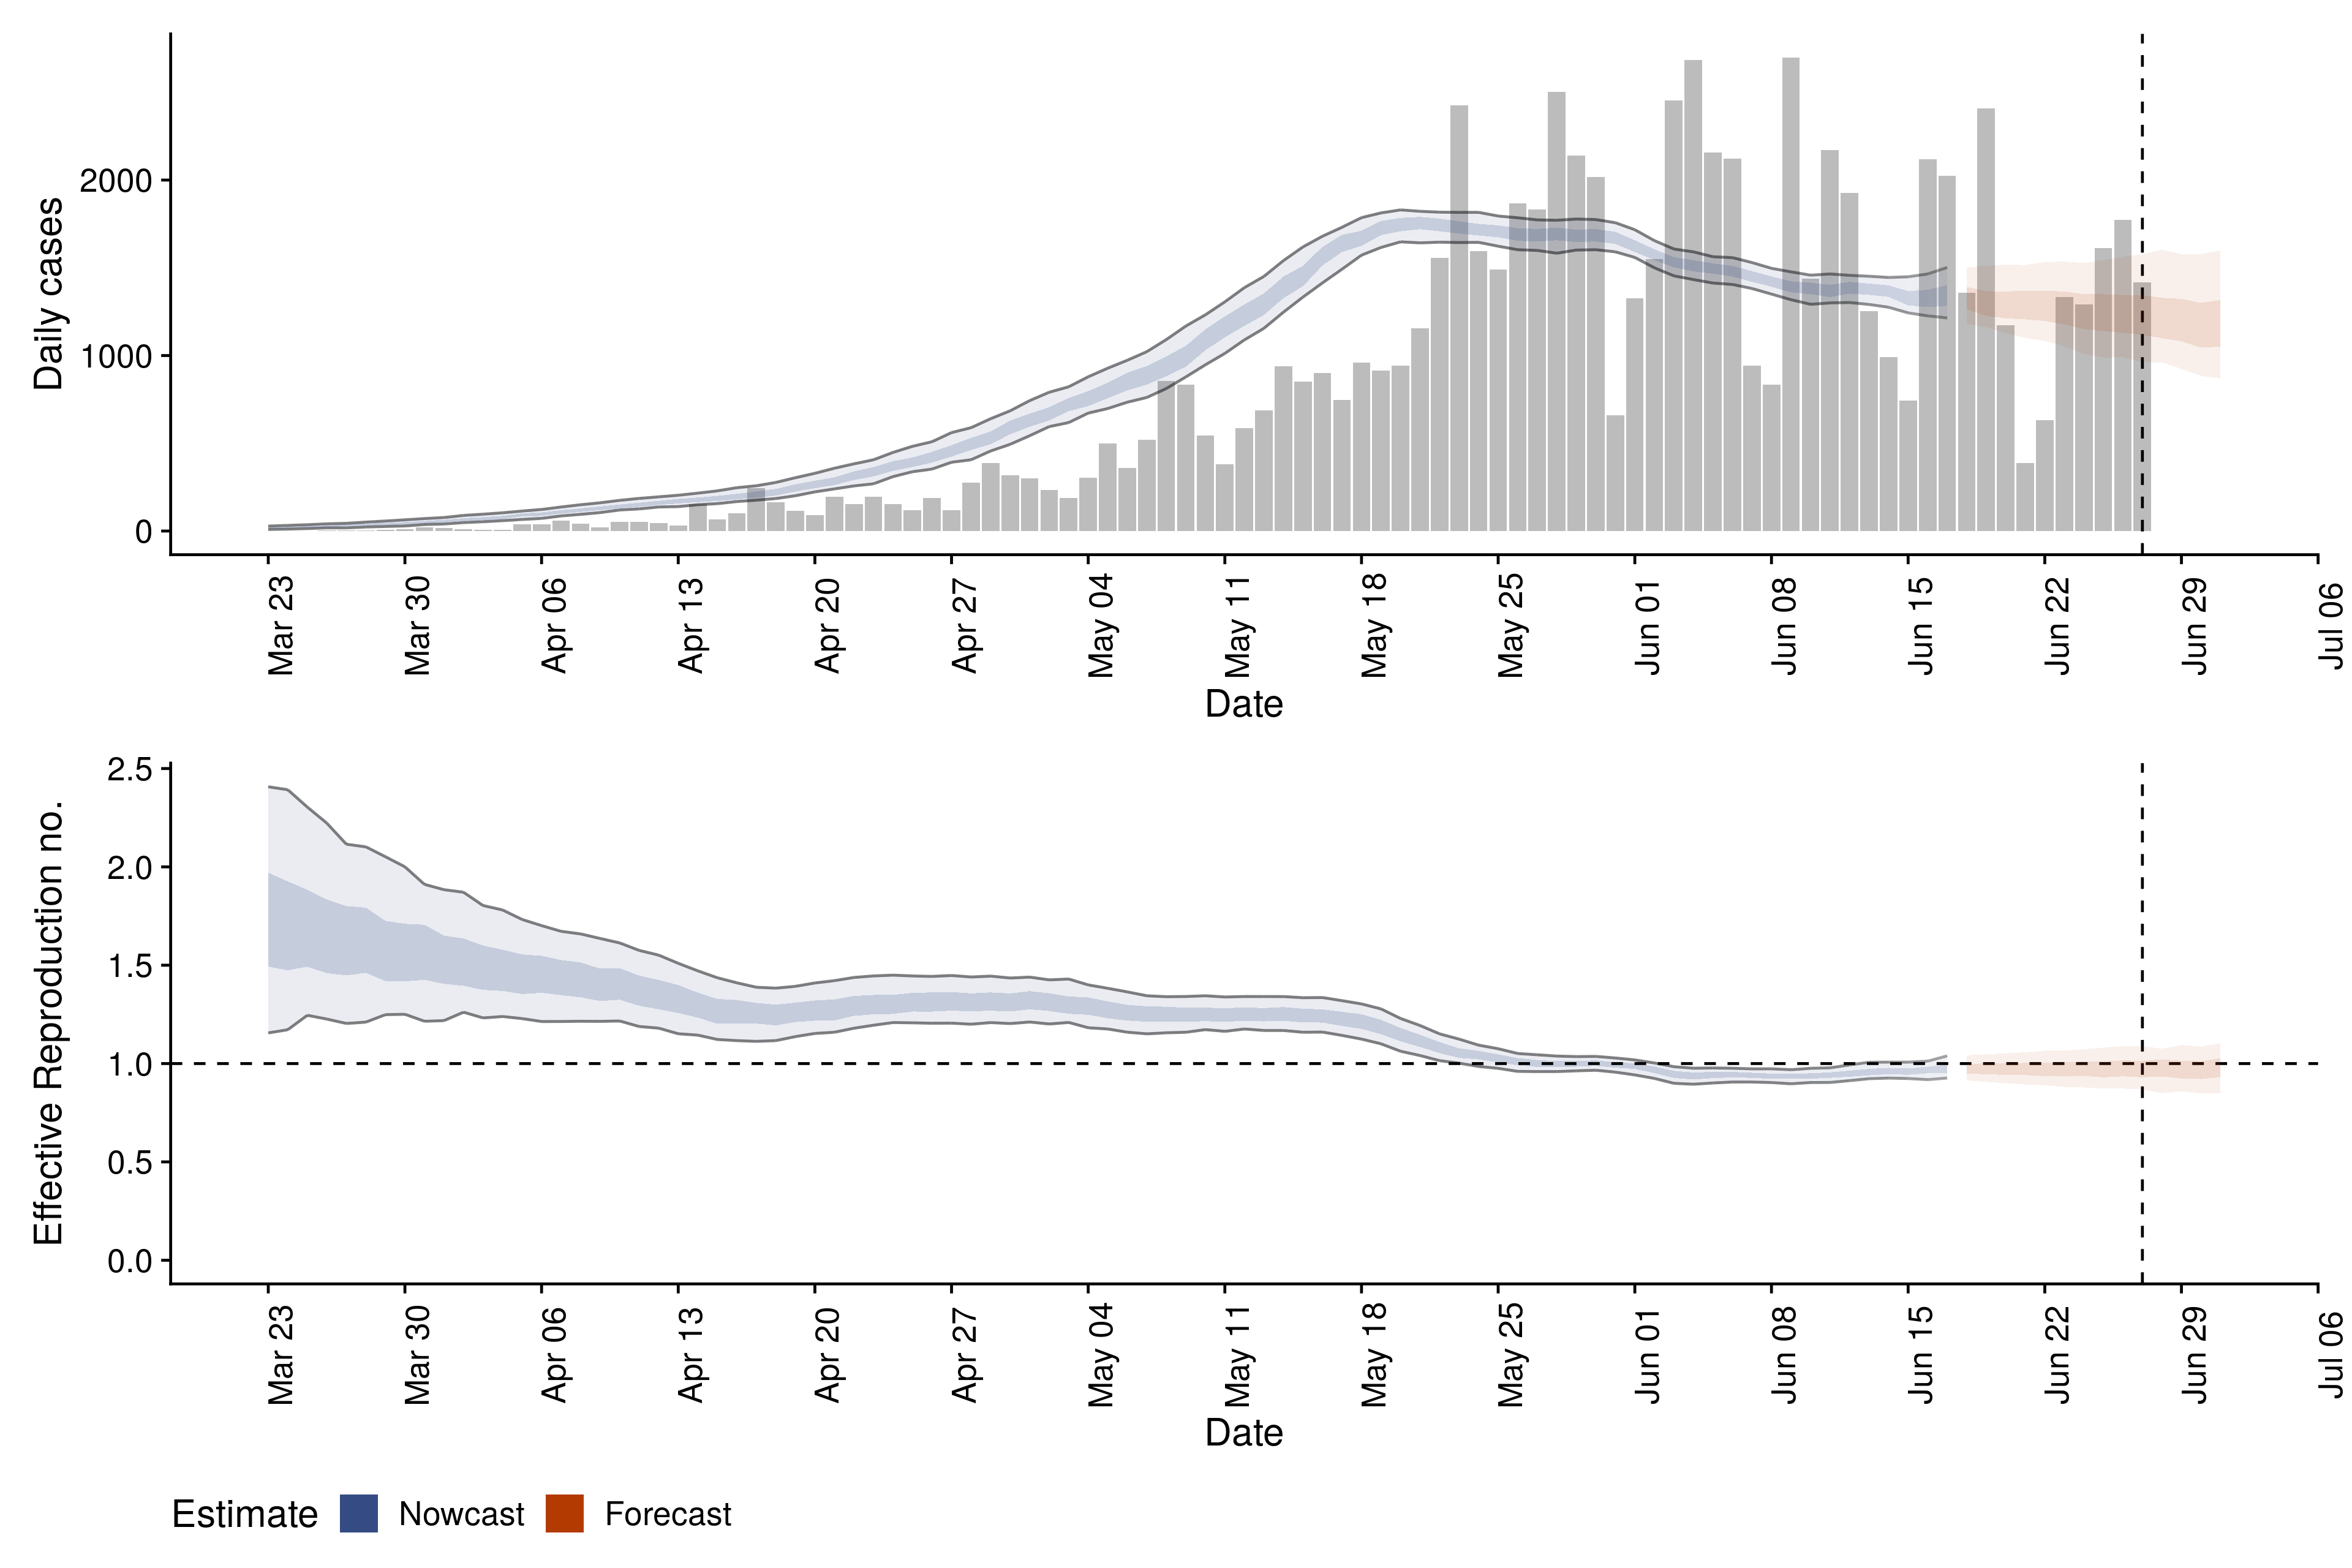 Daily cases
2000
1000
0
Mar 23
Mar 30
Apr 06
Apr 13
Apr 20
Apr 27
May 04
May 11
May 18
May 25
Jun 01
Jun 08
Jun 15
Jun 22
Jun 29
Jul 06
Date
Effective Reproduction no.
2.5
2.0
1.5
1.0
0.5
0.0
Mar 23
Mar 30
Apr 06
Apr 13
Apr 20
Apr 27
May 04
May 11
May 18
May 25
Jun 01
Jun 08
Jun 15
Jun 22
Jun 29
Jul 06
Date
Estimate Nowcast Forecast